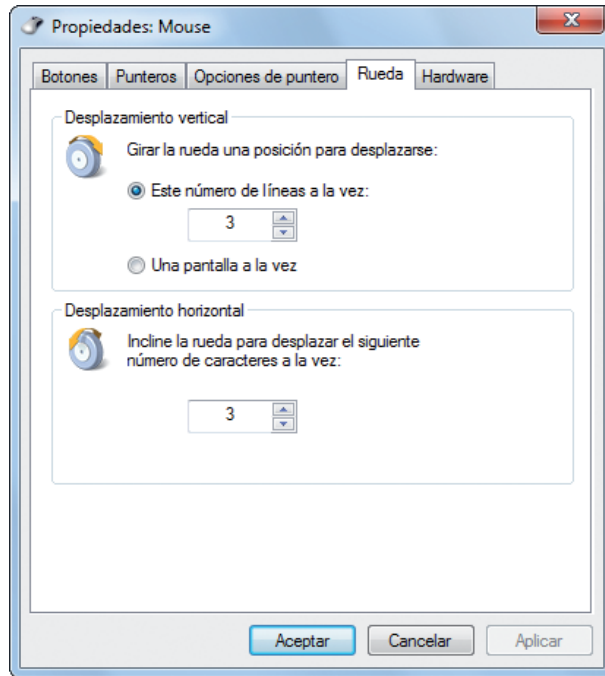 Propiedades: Mouse
Botones Punteros Opciones de puntero Rueda Hardware
Desplazamiento vertical
Girar la rueda una posición para desplazarse:
Este número de líneas a la vez:
3
Una pantalla a la vez
Desplazamiento horizontal
Incline la rueda para desplazar el siguiente
número de caracteres a la vez:
3
Aceptar Cancelar Aplicar